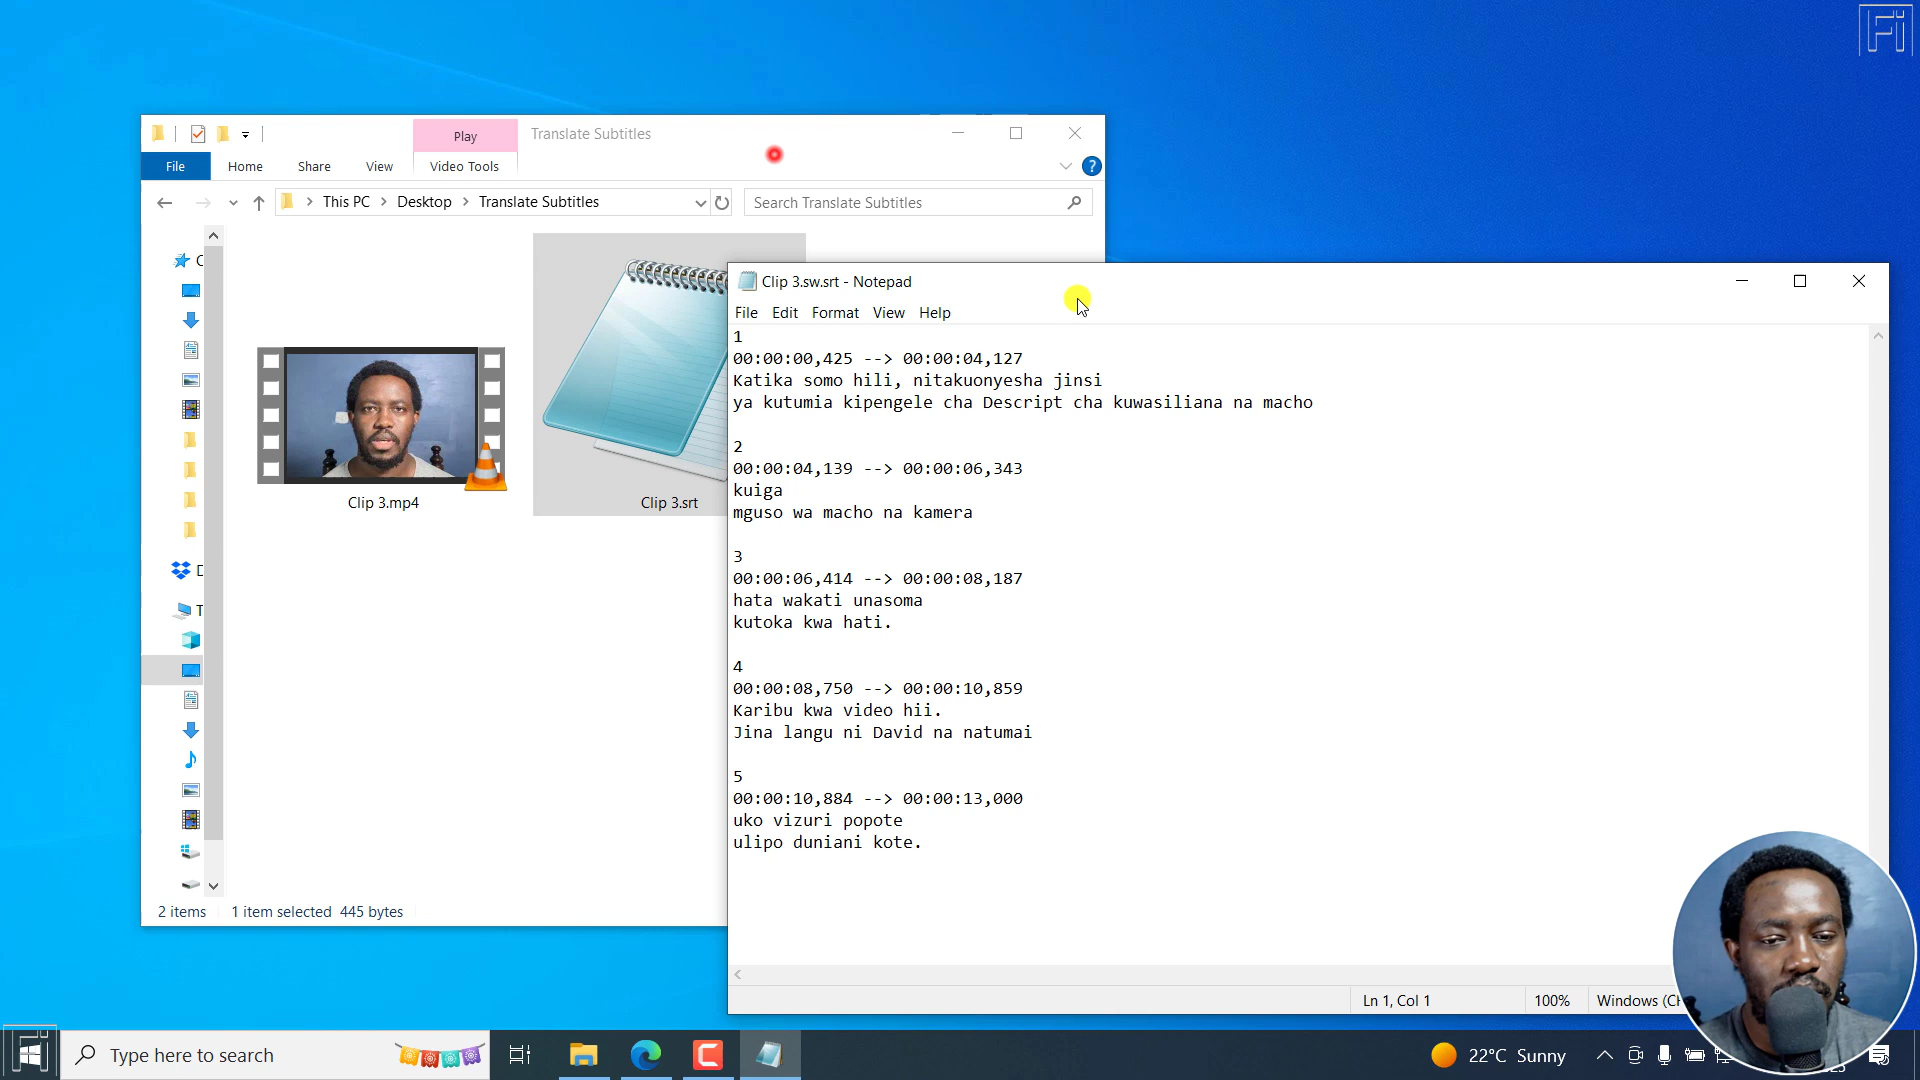 Fi
Play
Translate Subtitles
File
Home
Share
View
Video Tools
?
This PC
Desktop
Translate Subtitles
Search Translate Subtitles
Clip 3.mp4
Clip 3.srt
2 items
1 item selected 445 bytes
Clip 3.sw.srt - Notepad
File Edit Format View Help
1
00:00:00,425 --> 00:00:04,127
Katika somo hili, nitakuonyesha jinsi
ya kutumia kipengele cha Descript cha kuwasiliana na macho
2
00:00:04,139 --> 00:00:06,343
kuiga
mguso wa macho na kamera
3
00:00:06,414 --> 00:00:08,187
hata wakati unasoma
kutoka kwa hati.
4
00:00:08,750 --> 00:00:10,859
Karibu kwa video hii.
Jina langu ni David na natumai
5
00:00:10,884 --> 00:00:13,000
uko vizuri popote
ulipo duniani kote.
Ln 1, Col 1
100%
Windows
Type here to search
22°C Sunny